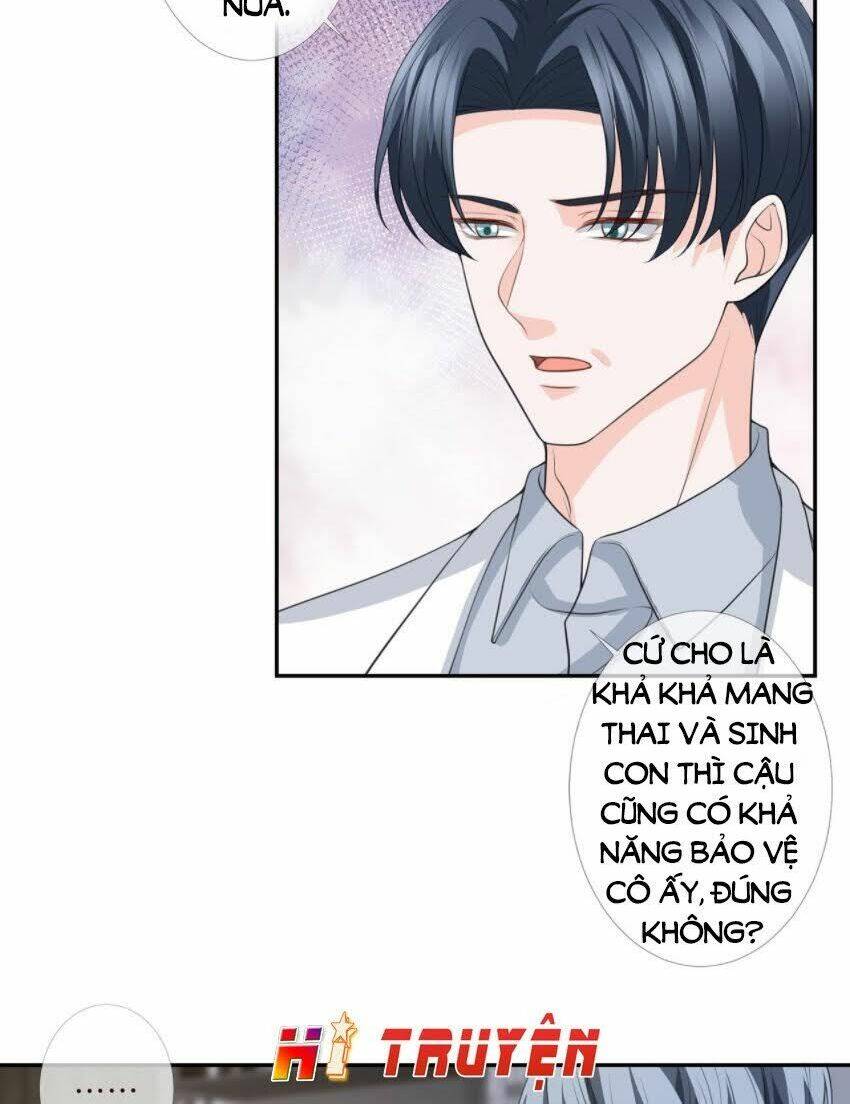 NỮA.
CỨ CHO LÀ
KHẢ KHẢ MANG
THAI VÀ SINH
CON THÌ CẬU
CŨNG CÓ KHẢ
NĂNG BẢO VỆ
CÔ ẤY, ĐÚNG
KHÔNG?
HI TRUYỆN
......